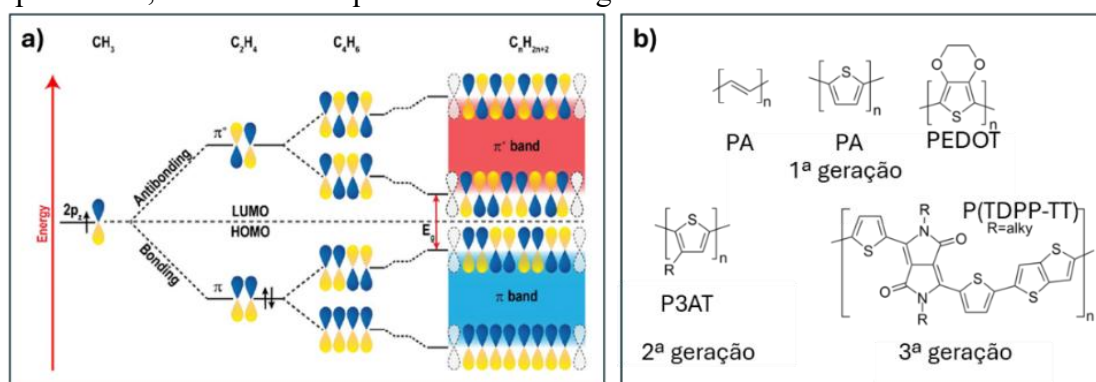 a)
CH3
C2H4
C4H6
CnH2n+2
Energy
2pz
Antibonding
Bonding
π*
π
LUMO
HOMO
Eg
π* band
π band
b)
n
PA
S
n
PA
O O
S
n
PEDOT
1ª geração
S
R
n
P3AT
2ª geração
P(TDPP-TT)
R=alky
R
S
N
O
O
N
R
S
S
S
n
3ª geração